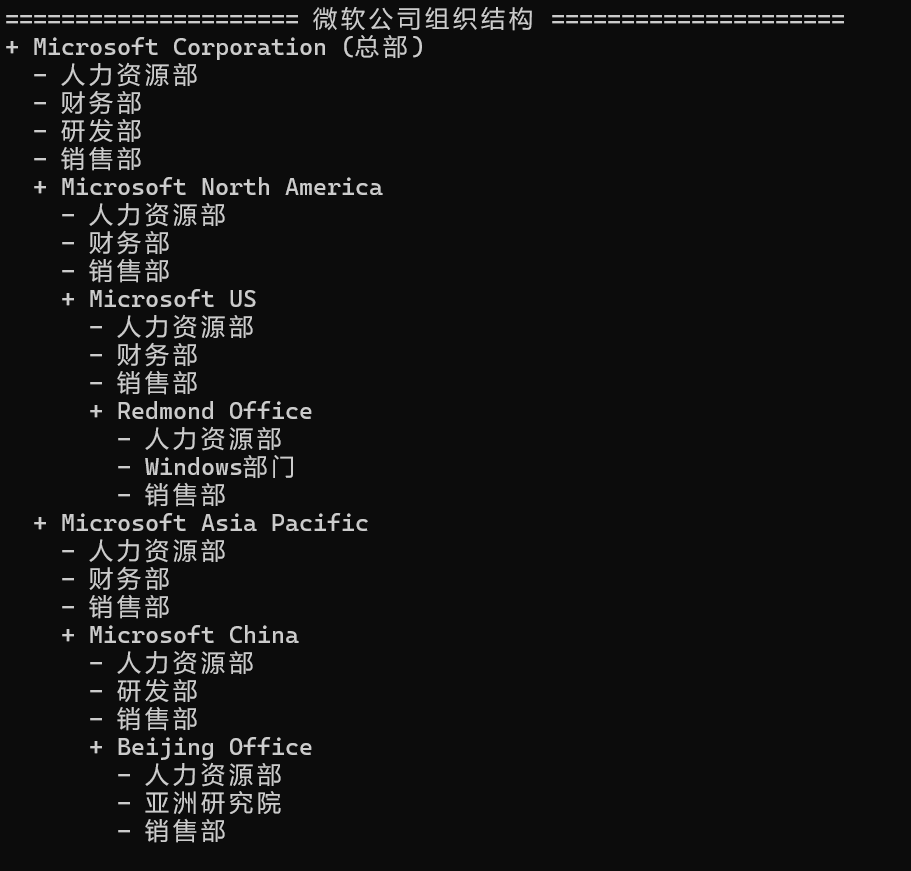 ===================== 微软公司组织结构 =====================
+ Microsoft Corporation (总部)
  - 人力资源部
  - 财务部
  - 研发部
  - 销售部
  + Microsoft North America
    - 人力资源部
    - 财务部
    - 销售部
    + Microsoft US
      - 人力资源部
      - 财务部
      - 销售部
      + Redmond Office
        - 人力资源部
        - Windows部门
        - 销售部
  + Microsoft Asia Pacific
    - 人力资源部
    - 财务部
    - 销售部
    + Microsoft China
      - 人力资源部
      - 研发部
      - 销售部
      + Beijing Office
        - 人力资源部
        - 亚洲研究院
        - 销售部